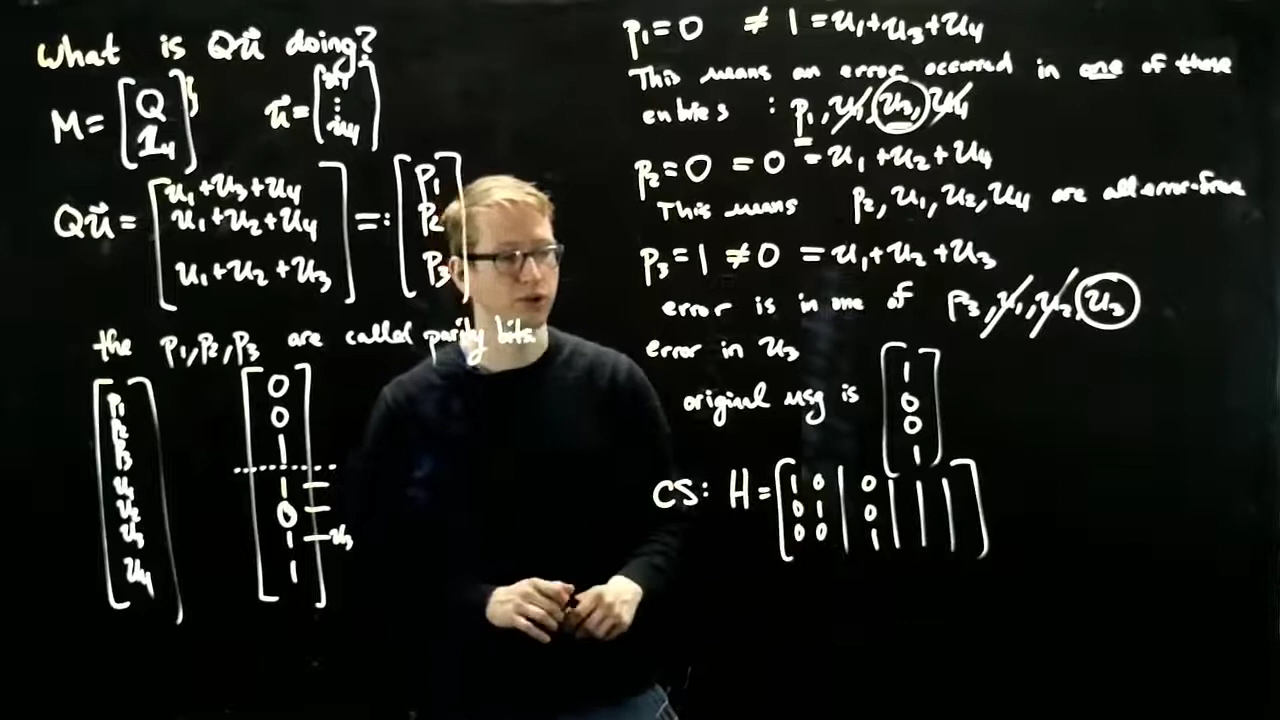 What is Qu⃗ doing?
M = [ Q
1₄ ]
u⃗ = [ ⋮
u₄ ]
Qu⃗ = [ u₁+u₃+u₄
u₁+u₂+u₄
u₁+u₂+u₃ ] =: [ p₁
p₂
p₃ ]
the p₁, p₂, p₃ are called parity bits.
[ p₁
p₂
p₃
u₁
u₂
u₃
u₄ ]
[ 0
0
1
1
0
1 — u₃
1 ]
p₁ = 0 ≠ 1 = u₁+u₃+u₄
This means an error occurred in one of these
entries : p₁, u₁, u₃, u₄
p₂ = 0 = 0 = u₁+u₂+u₄
This means p₂, u₁, u₂, u₄ are all error-free
p₃ = 1 ≠ 0 = u₁+u₂+u₃
error is in one of p₃, u₁, u₂, u₃
error in u₃
original msg is [ 1
0
0
1 ]
CS: H = [ 1 0 | 0 | | |
0 1 | 0 | | |
0 0 | 1 | | | ]